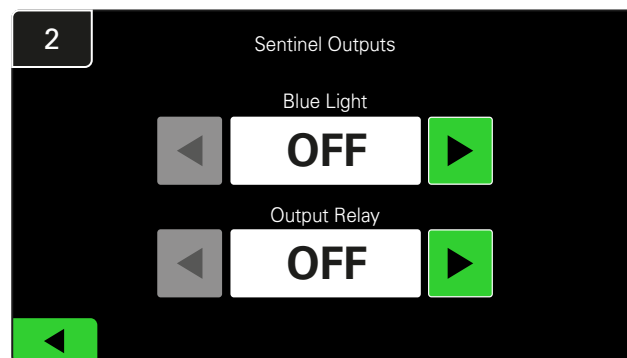 2
Sentinel Outputs
Blue Light
OFF
Output Relay
OFF